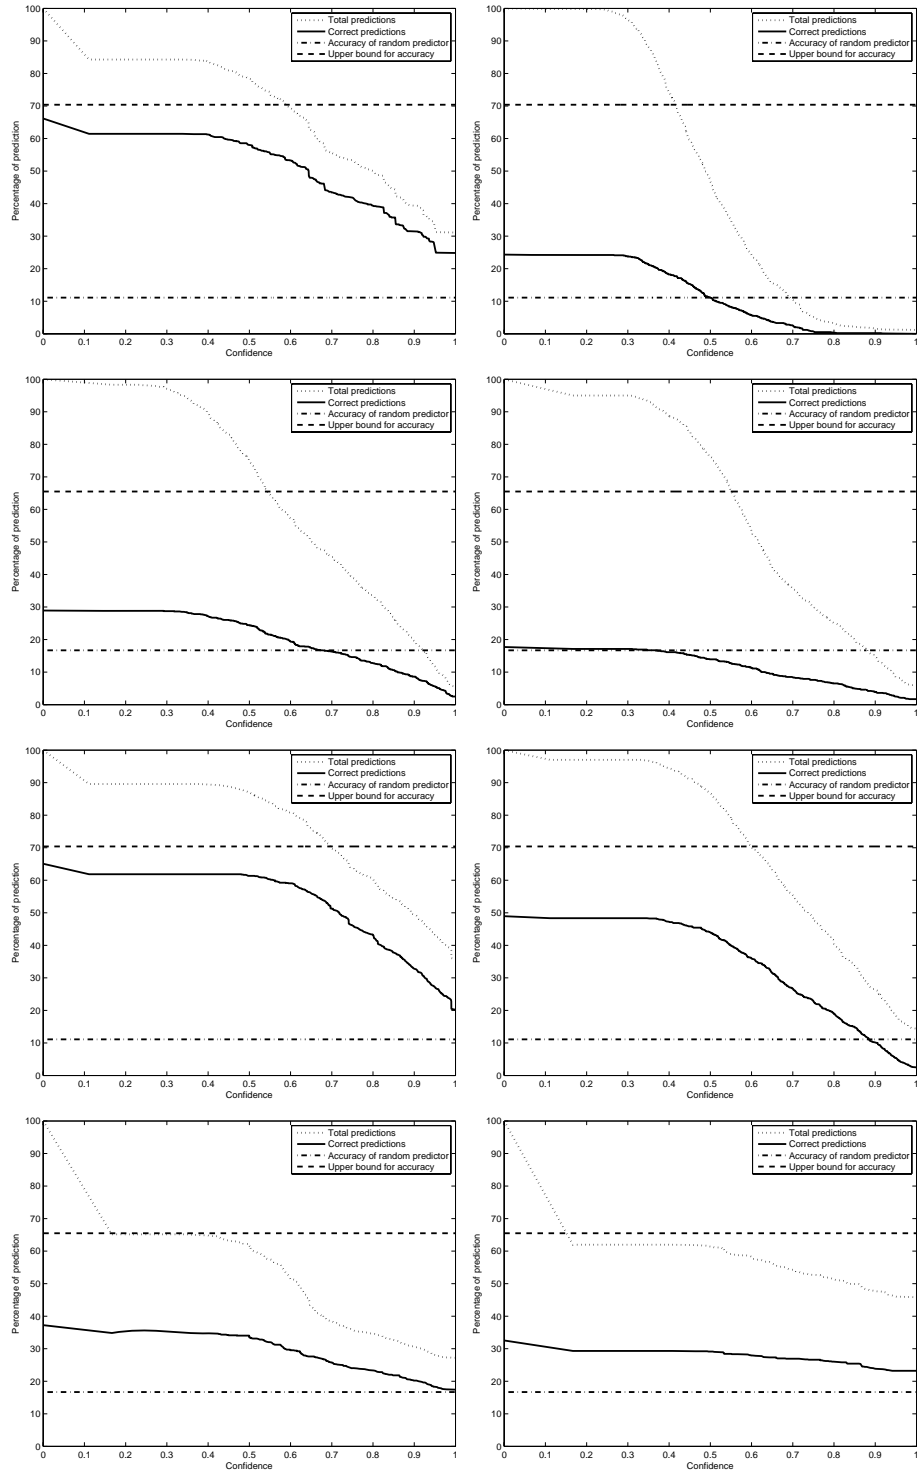 100
Total predictions
Correct predictions
Accuracy of random predictor
Upper bound for accuracy
90
80
70
60
50
40
30
20
10
0
Percentage of prediction
0 0.1 0.2 0.3 0.4 0.5 0.6 0.7 0.8 0.9 1
Confidence
100
Total predictions
Correct predictions
Accuracy of random predictor
Upper bound for accuracy
90
80
70
60
50
40
30
20
10
0
Percentage of prediction
0 0.1 0.2 0.3 0.4 0.5 0.6 0.7 0.8 0.9 1
Confidence
100
Total predictions
Correct predictions
Accuracy of random predictor
Upper bound for accuracy
90
80
70
60
50
40
30
20
10
0
Percentage of prediction
0 0.1 0.2 0.3 0.4 0.5 0.6 0.7 0.8 0.9 1
Confidence
100
Total predictions
Correct predictions
Accuracy of random predictor
Upper bound for accuracy
90
80
70
60
50
40
30
20
10
0
Percentage of prediction
0 0.1 0.2 0.3 0.4 0.5 0.6 0.7 0.8 0.9 1
Confidence
100
Total predictions
Correct predictions
Accuracy of random predictor
Upper bound for accuracy
90
80
70
60
50
40
30
20
10
0
Percentage of prediction
0 0.1 0.2 0.3 0.4 0.5 0.6 0.7 0.8 0.9 1
Confidence
100
Total predictions
Correct predictions
Accuracy of random predictor
Upper bound for accuracy
90
80
70
60
50
40
30
20
10
0
Percentage of prediction
0 0.1 0.2 0.3 0.4 0.5 0.6 0.7 0.8 0.9 1
Confidence
100
Total predictions
Correct predictions
Accuracy of random predictor
Upper bound for accuracy
90
80
70
60
50
40
30
20
10
0
Percentage of prediction
0 0.1 0.2 0.3 0.4 0.5 0.6 0.7 0.8 0.9 1
Confidence
100
Total predictions
Correct predictions
Accuracy of random predictor
Upper bound for accuracy
90
80
70
60
50
40
30
20
10
0
Percentage of prediction
0 0.1 0.2 0.3 0.4 0.5 0.6 0.7 0.8 0.9 1
Confidence